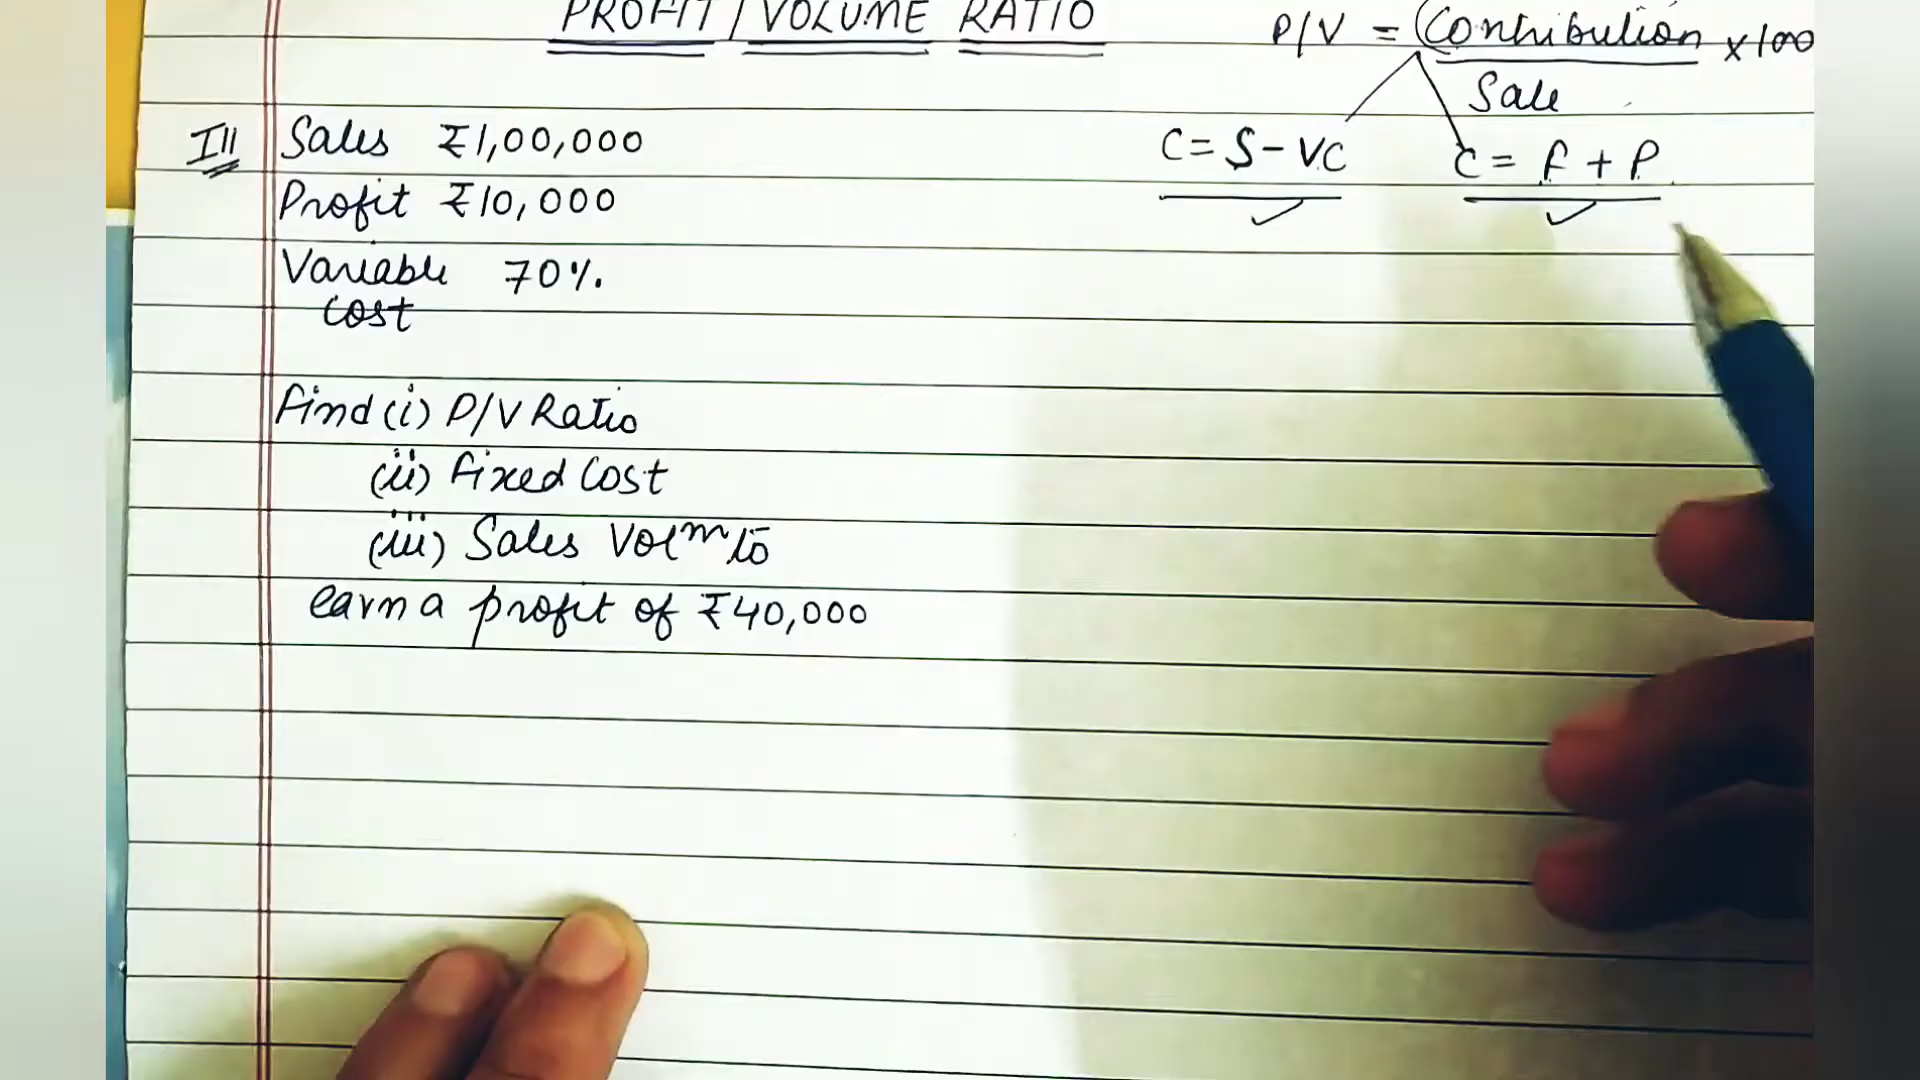 PROFIT/VOLUME RATIO
P/V = Contribution x100
Sale
C = S - VC
C = F + P
III Sales ₹1,00,000
Profit ₹10,000
Variable 70%.
Cost
Find (i) P/V Ratio
(ii) Fixed Cost
(iii) Sales Volm to
earn a profit of ₹40,000